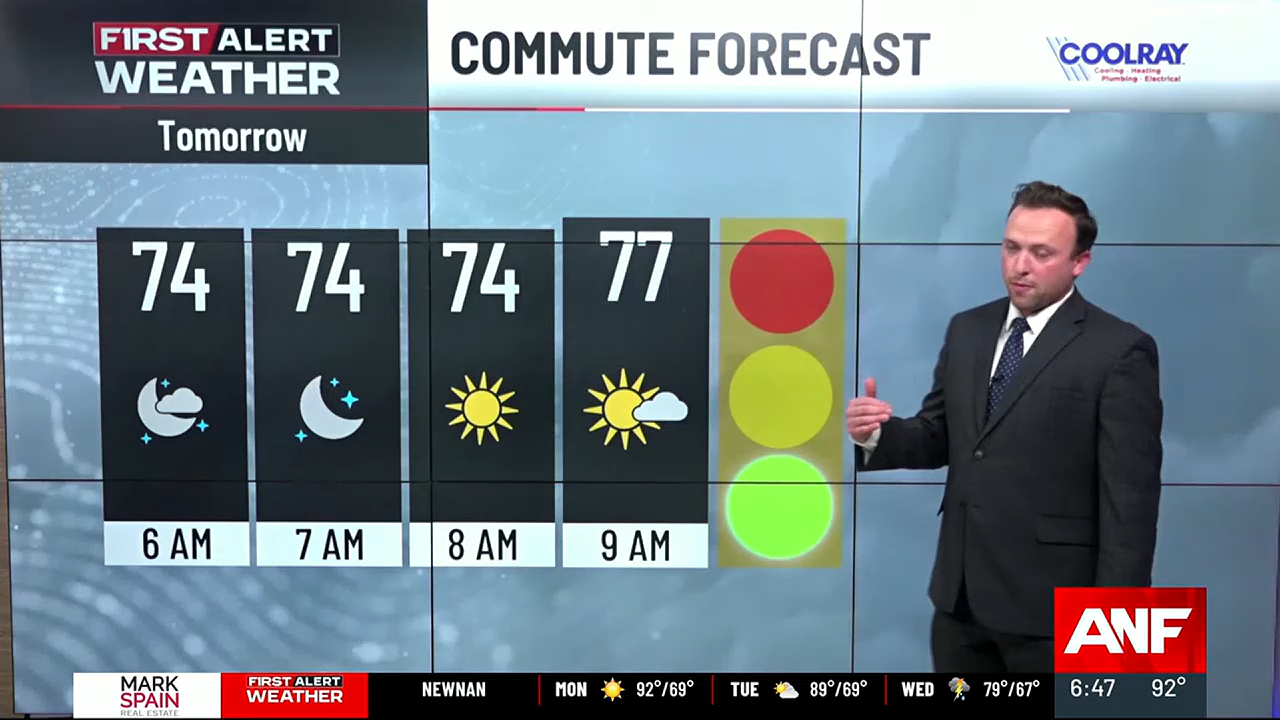 F1RST ALERT
WEATHER
COMMUTE FORECAST
COOLRAY
Cooling · Heating
Plumbing · Electrical
Tomorrow
74 74 74 77
6 AM 7 AM 8 AM 9 AM
ANF
MARK
SPAIN
REAL ESTATE
FIRST ALERT
WEATHER
NEWNAN MON 92°/69° TUE 89°/69° WED 79°/67°
6:47 92°